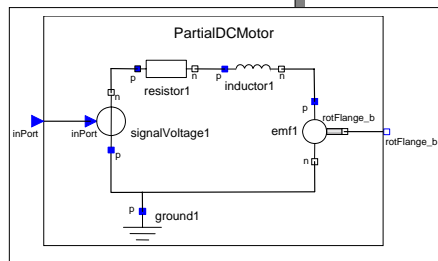 PartialDCMotor
p
n
p
n
resistor1
inductor1
n
p
rotFlange_b
inPort
inPort
signalVoltage1
emf1
rotFlange_b
p
n
p
ground1